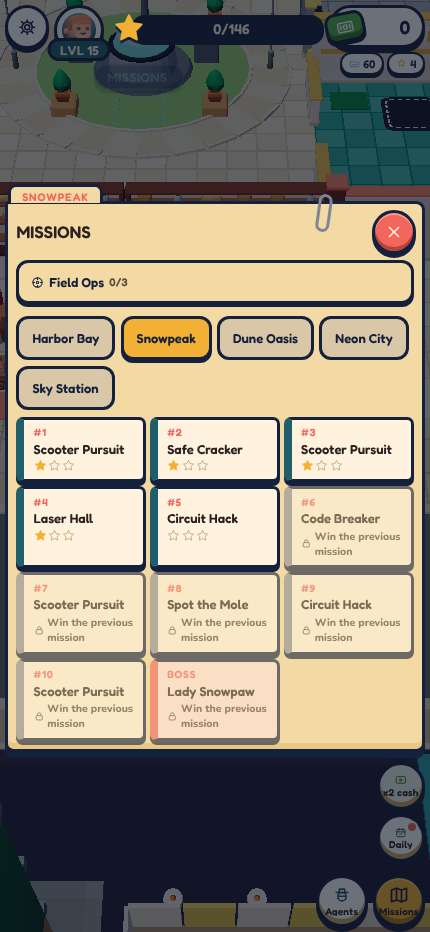 0/146
0
LVL 15
MISSIONS
60
4
SNOWPEAK
MISSIONS
Field Ops 0/3
Harbor Bay
Snowpeak
Dune Oasis
Neon City
Sky Station
#1
Scooter Pursuit
#2
Safe Cracker
#3
Scooter Pursuit
#4
Laser Hall
#5
Circuit Hack
#6
Code Breaker
Win the previous
mission
#7
Scooter Pursuit
Win the previous
mission
#8
Spot the Mole
Win the previous
mission
#9
Circuit Hack
Win the previous
mission
#10
Scooter Pursuit
Win the previous
mission
BOSS
Lady Snowpaw
Win the previous
mission
x2 cash
Daily
Agents
Missions